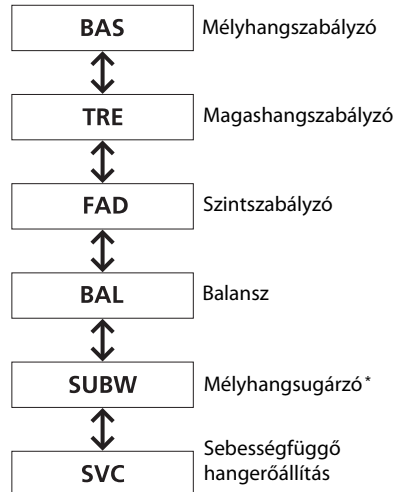 BAS Mélyhangszabályzó
TRE Magashangszabályzó
FAD Szintszabályzó
BAL Balansz
SUBW Mélyhangsugárzó*
SVC Sebességfüggő
hangerőállítás